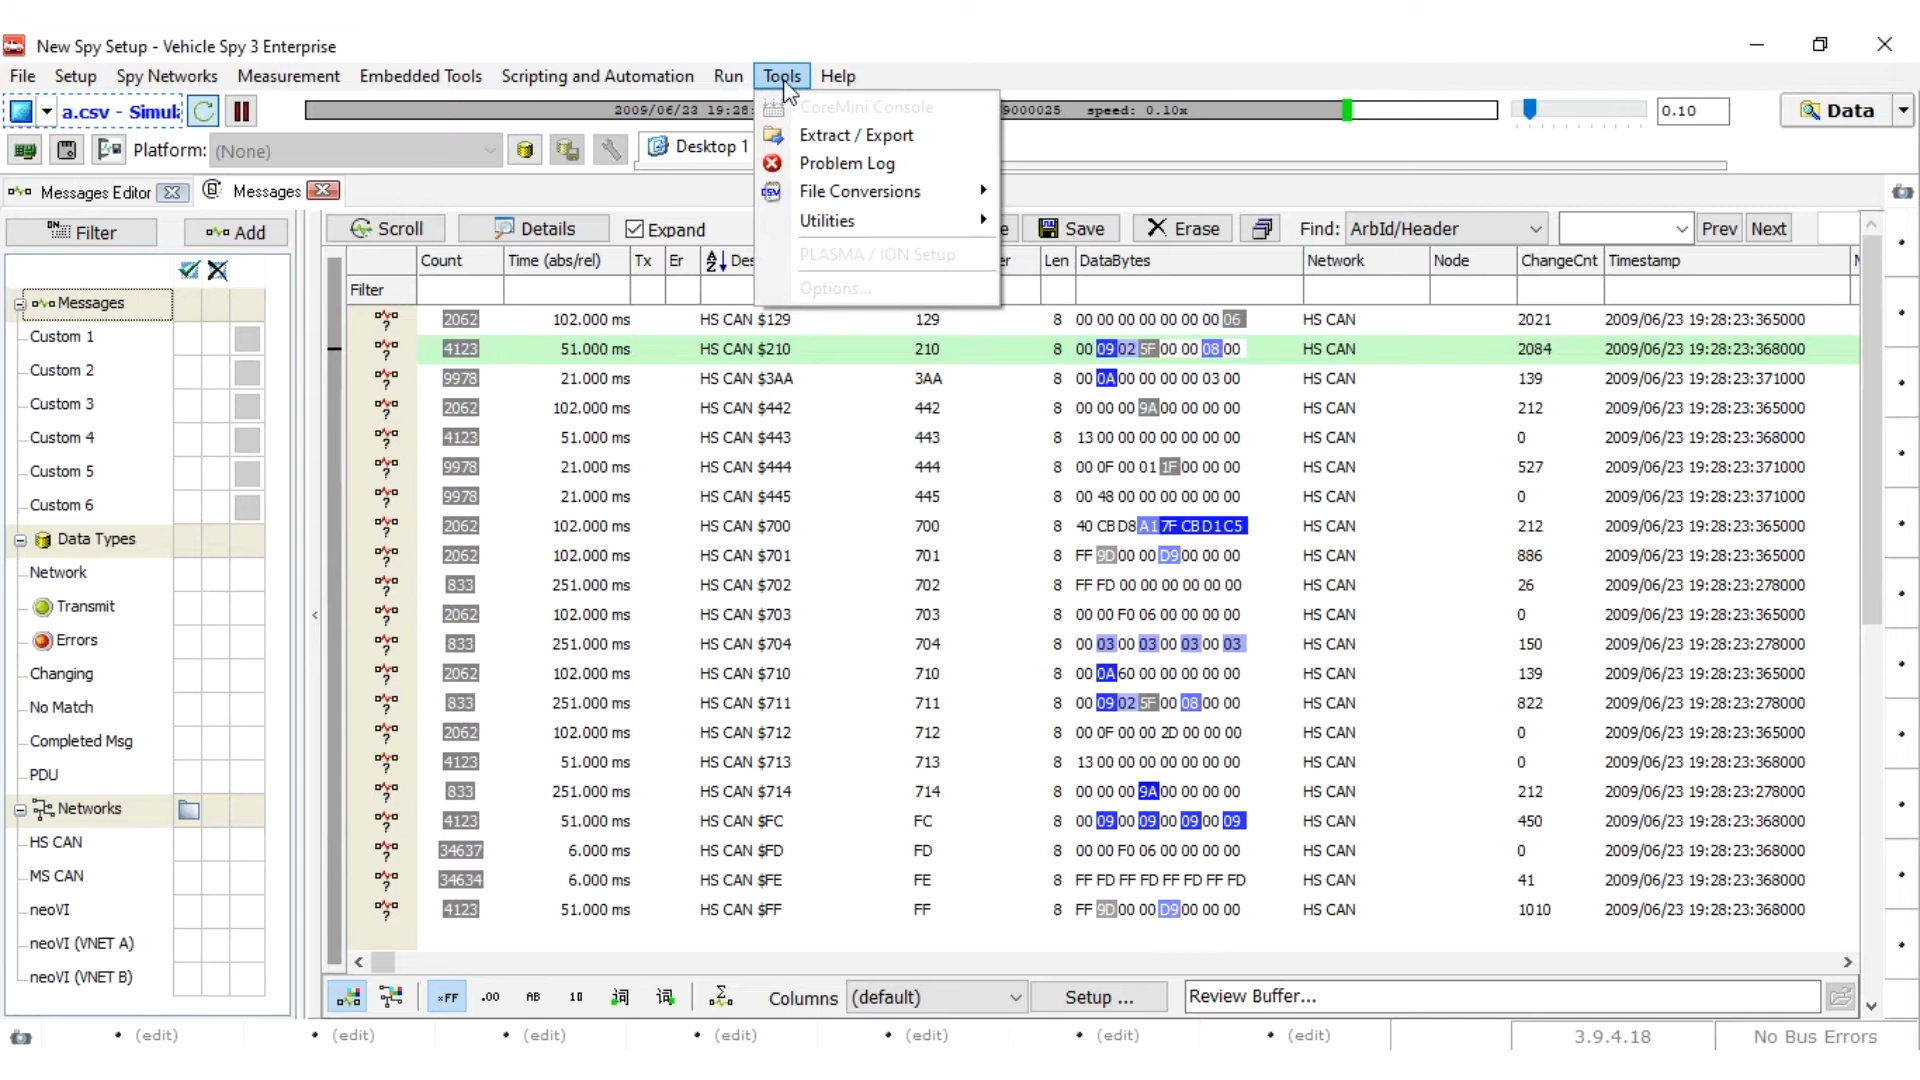 New Spy Setup - Vehicle Spy 3 Enterprise
File Setup Spy Networks Measurement Embedded Tools Scripting and Automation Run Tools Help
a.csv - Simul 2009/06/23 19:28: 9000025 speed: 0.10x 0.10 Data
CoreMini Console
Extract / Export
Problem Log
File Conversions
Utilities
PLASMA / ION Setup
Options...
Platform: (None) Desktop 1
Messages Editor Messages
Filter Add
Scroll Details Expand Save Erase Find: ArbId/Header Prev Next
Count Time (abs/rel) Tx Er Des er Len DataBytes Network Node ChangeCnt Timestamp
Filter
2062 102.000 ms HS CAN $129 129 8 00 00 00 00 00 00 00 06 HS CAN 2021 2009/06/23 19:28:23:365000
4123 51.000 ms HS CAN $210 210 8 00 09 02 5F 00 00 08 00 HS CAN 2084 2009/06/23 19:28:23:368000
9978 21.000 ms HS CAN $3AA 3AA 8 00 0A 00 00 00 00 03 00 HS CAN 139 2009/06/23 19:28:23:371000
2062 102.000 ms HS CAN $442 442 8 00 00 00 9A 00 00 00 00 HS CAN 212 2009/06/23 19:28:23:365000
4123 51.000 ms HS CAN $443 443 8 13 00 00 00 00 00 00 00 HS CAN 0 2009/06/23 19:28:23:368000
9978 21.000 ms HS CAN $444 444 8 00 0F 00 01 1F 00 00 00 HS CAN 527 2009/06/23 19:28:23:371000
9978 21.000 ms HS CAN $445 445 8 00 48 00 00 00 00 00 00 HS CAN 0 2009/06/23 19:28:23:371000
2062 102.000 ms HS CAN $700 700 8 40 CB D8 A1 7F CB D1 C5 HS CAN 212 2009/06/23 19:28:23:365000
2062 102.000 ms HS CAN $701 701 8 FF 9D 00 00 D9 00 00 00 HS CAN 886 2009/06/23 19:28:23:365000
833 251.000 ms HS CAN $702 702 8 FF FD 00 00 00 00 00 00 HS CAN 26 2009/06/23 19:28:23:278000
2062 102.000 ms HS CAN $703 703 8 00 00 F0 06 00 00 00 00 HS CAN 0 2009/06/23 19:28:23:365000
833 251.000 ms HS CAN $704 704 8 00 03 00 03 00 03 00 03 HS CAN 150 2009/06/23 19:28:23:278000
2062 102.000 ms HS CAN $710 710 8 00 0A 60 00 00 00 00 00 HS CAN 139 2009/06/23 19:28:23:365000
833 251.000 ms HS CAN $711 711 8 00 09 02 5F 00 08 00 00 HS CAN 822 2009/06/23 19:28:23:278000
2062 102.000 ms HS CAN $712 712 8 00 0F 00 00 2D 00 00 00 HS CAN 0 2009/06/23 19:28:23:365000
4123 51.000 ms HS CAN $713 713 8 13 00 00 00 00 00 00 00 HS CAN 0 2009/06/23 19:28:23:368000
833 251.000 ms HS CAN $714 714 8 00 00 00 9A 00 00 00 00 HS CAN 212 2009/06/23 19:28:23:278000
4123 51.000 ms HS CAN $FC FC 8 00 09 00 09 00 09 00 09 HS CAN 450 2009/06/23 19:28:23:368000
34637 6.000 ms HS CAN $FD FD 8 00 00 F0 06 00 00 00 00 HS CAN 0 2009/06/23 19:28:23:368000
34634 6.000 ms HS CAN $FE FE 8 FF FD FF FD FF FD FF FD HS CAN 41 2009/06/23 19:28:23:368000
4123 51.000 ms HS CAN $FF FF 8 FF 9D 00 00 D9 00 00 00 HS CAN 1010 2009/06/23 19:28:23:368000
Messages
Custom 1
Custom 2
Custom 3
Custom 4
Custom 5
Custom 6
Data Types
Network
Transmit
Errors
Changing
No Match
Completed Msg
PDU
Networks
HS CAN
MS CAN
neoVI
neoVI (VNET A)
neoVI (VNET B)
×FF .00 AB 10 词 词 Columns (default) Setup ... Review Buffer...
(edit) (edit) (edit) (edit) (edit) (edit) (edit) 3.9.4.18 No Bus Errors